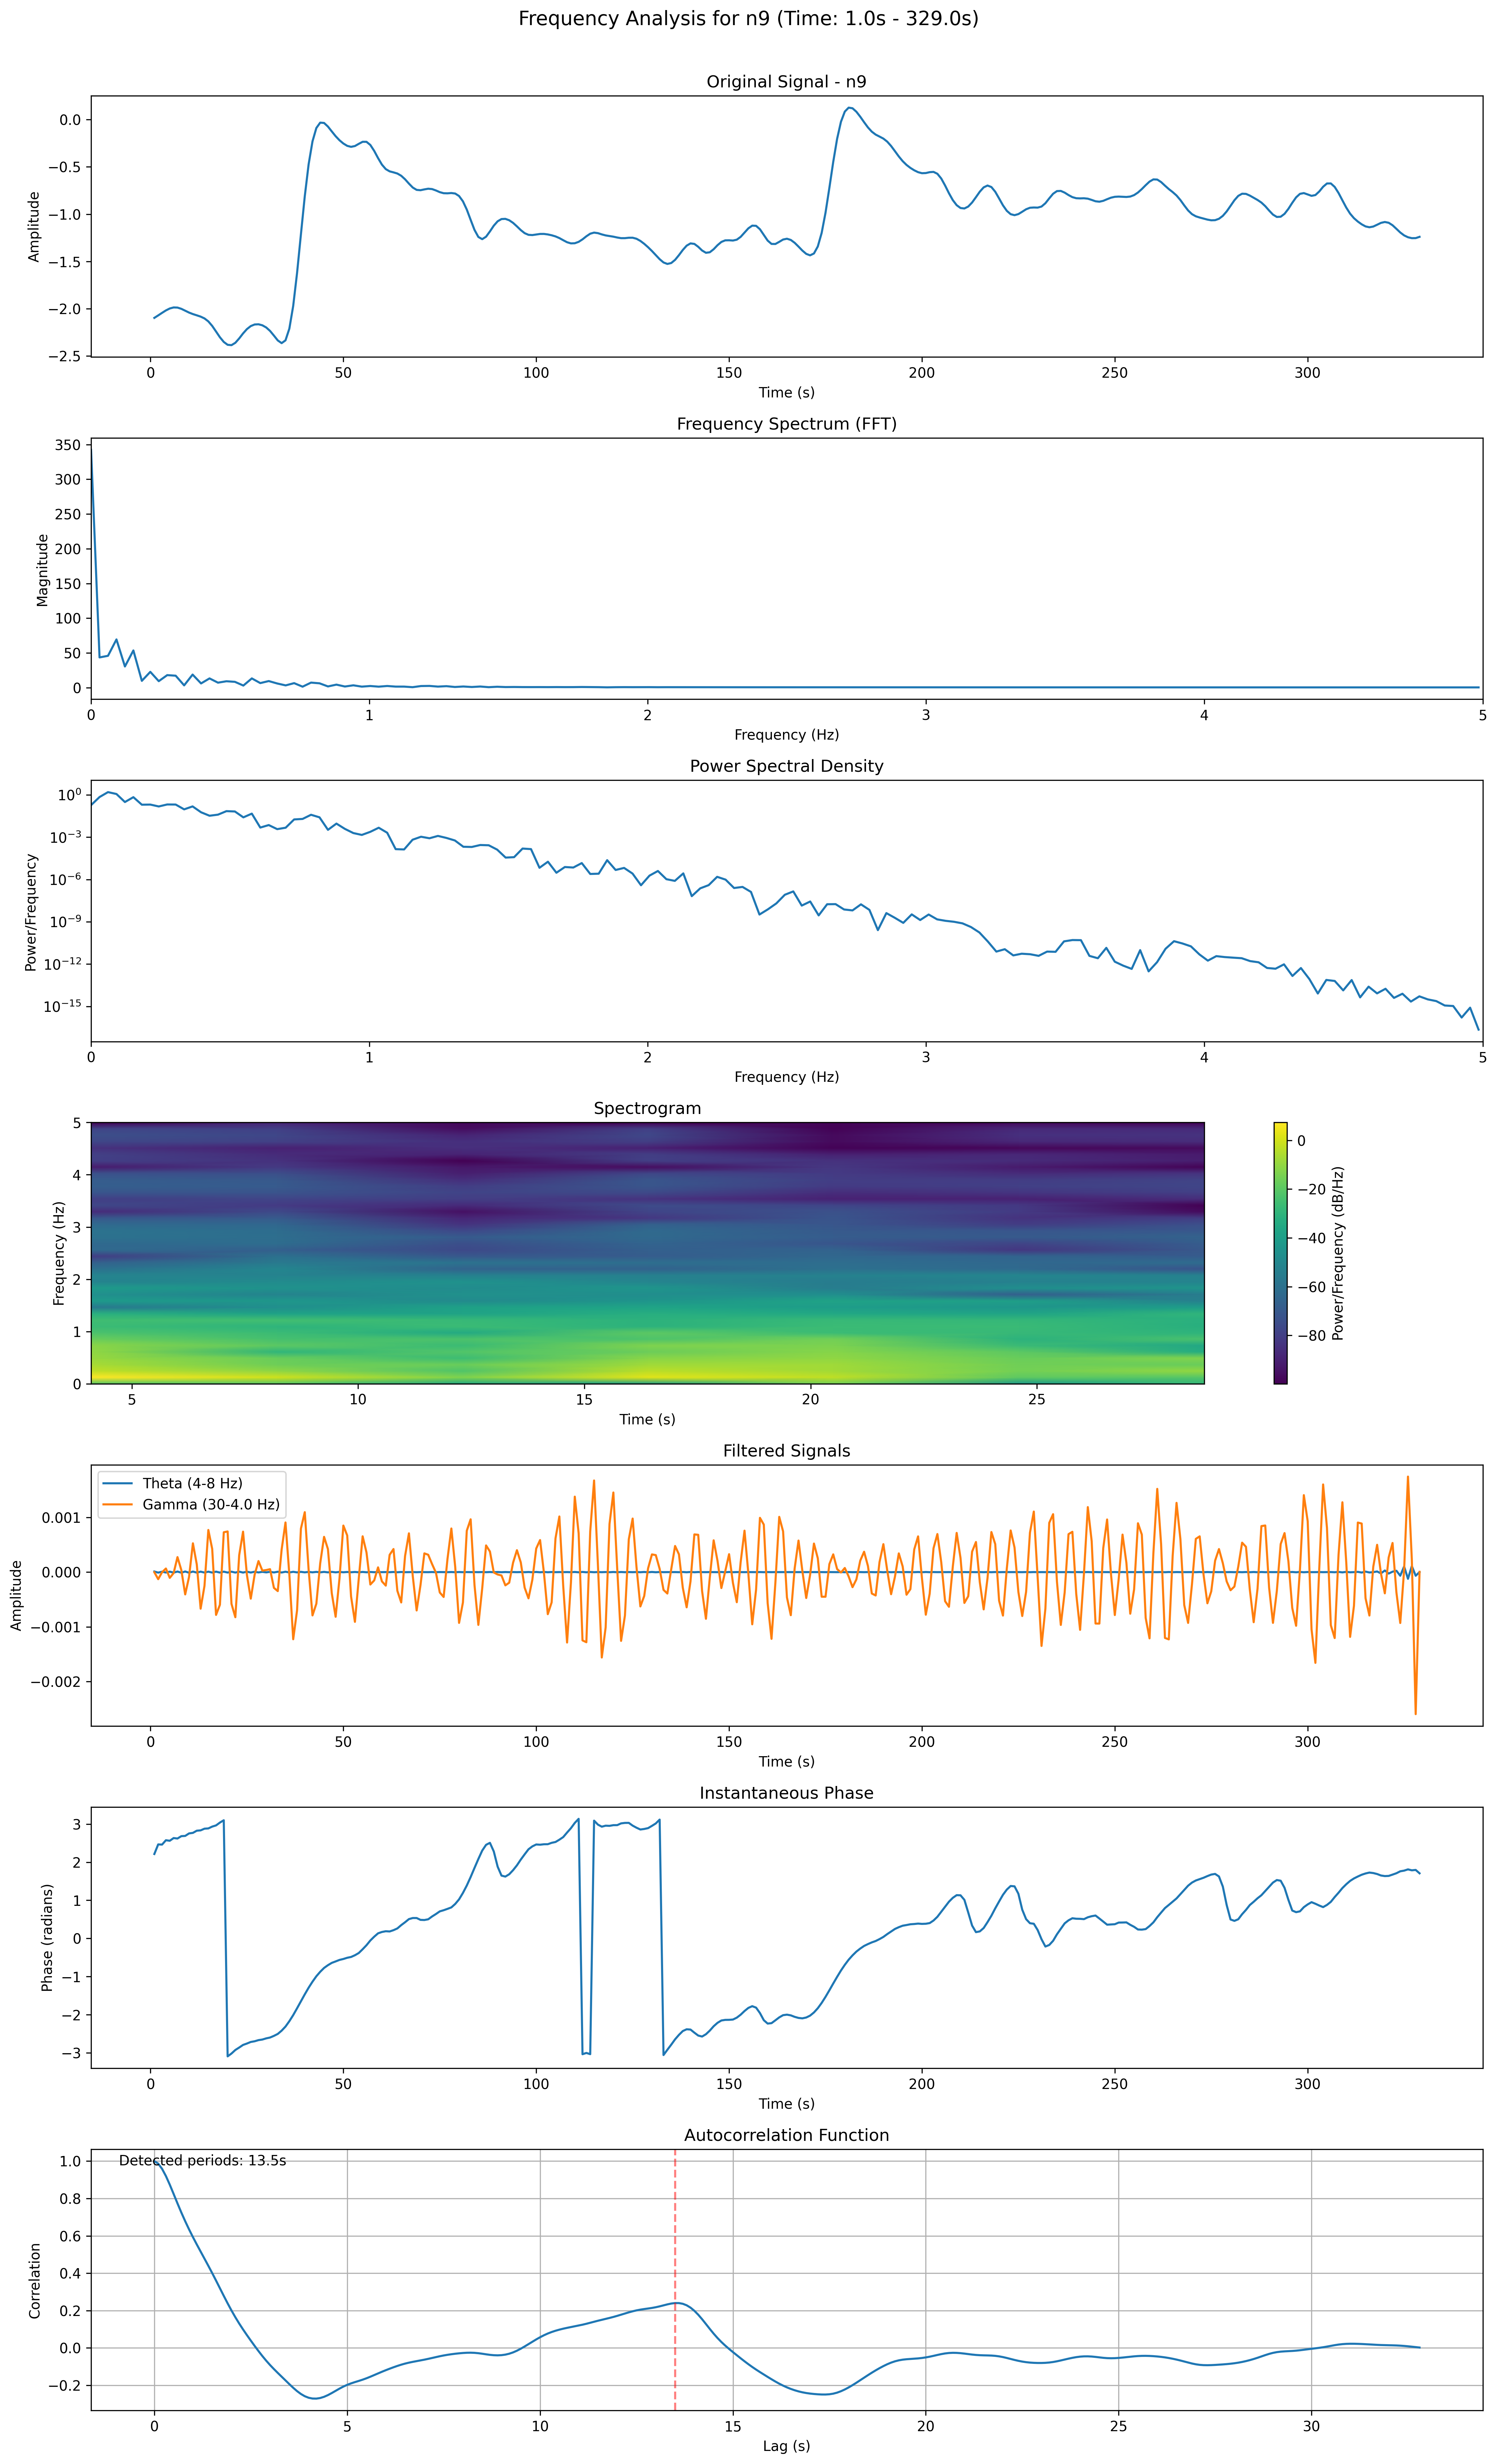 Frequency Analysis for n9 (Time: 1.0s - 329.0s)
Original Signal - n9
0.0
−0.5
−1.0
−1.5
−2.0
−2.5
Amplitude
0 50 100 150 200 250 300
Time (s)
Frequency Spectrum (FFT)
350
300
250
200
150
100
50
0
Magnitude
0 1 2 3 4 5
Frequency (Hz)
Power Spectral Density
10⁰
10⁻³
10⁻⁶
10⁻⁹
10⁻¹²
10⁻¹⁵
Power/Frequency
0 1 2 3 4 5
Frequency (Hz)
Spectrogram
5
4
3
2
1
0
Frequency (Hz)
5 10 15 20 25
Time (s)
0
−20
−40
−60
−80
Power/Frequency (dB/Hz)
Filtered Signals
Theta (4-8 Hz)
Gamma (30-4.0 Hz)
0.001
0.000
−0.001
−0.002
Amplitude
0 50 100 150 200 250 300
Time (s)
Instantaneous Phase
3
2
1
0
−1
−2
−3
Phase (radians)
0 50 100 150 200 250 300
Time (s)
Autocorrelation Function
Detected periods: 13.5s
1.0
0.8
0.6
0.4
0.2
0.0
−0.2
Correlation
0 5 10 15 20 25 30
Lag (s)